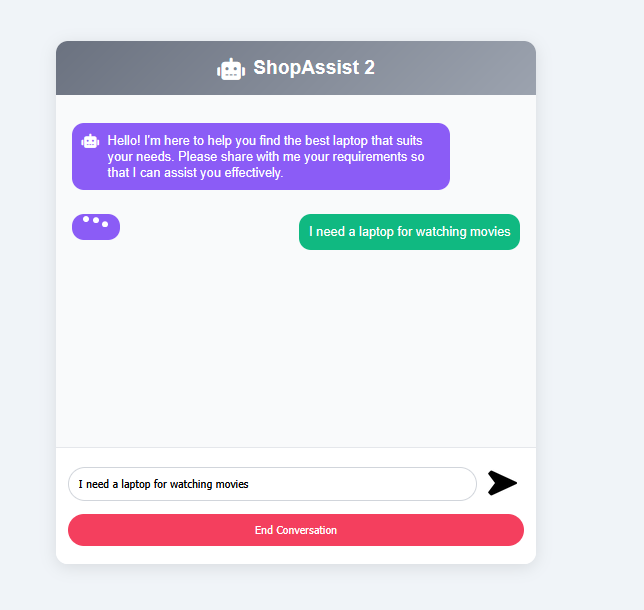 ShopAssist 2
Hello! I'm here to help you find the best laptop that suits
your needs. Please share with me your requirements so
that I can assist you effectively.
I need a laptop for watching movies
I need a laptop for watching movies
End Conversation